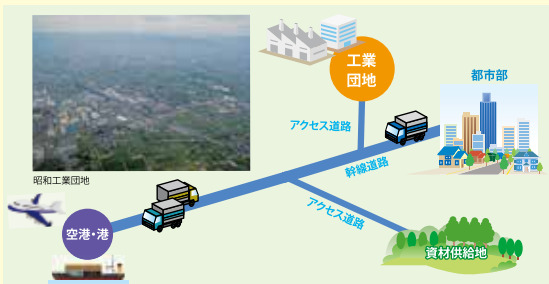 工業
団地
都市部
アクセス道路
幹線道路
昭和工業団地
アクセス道路
空港・港
資材供給地